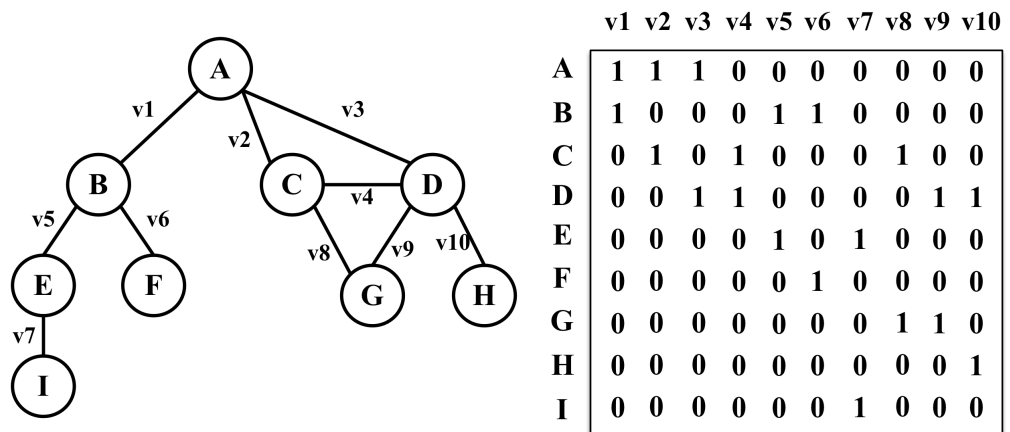 A
v1
v2
v3
B
C
v4
D
v5
v6
v8
v9
v10
E
F
G
H
v7
I
v1 v2 v3 v4 v5 v6 v7 v8 v9 v10
A 1 1 1 0 0 0 0 0 0 0
B 1 0 0 0 1 1 0 0 0 0
C 0 1 0 1 0 0 0 1 0 0
D 0 0 1 1 0 0 0 0 1 1
E 0 0 0 0 1 0 1 0 0 0
F 0 0 0 0 0 1 0 0 0 0
G 0 0 0 0 0 0 0 1 1 0
H 0 0 0 0 0 0 0 0 0 1
I 0 0 0 0 0 0 1 0 0 0